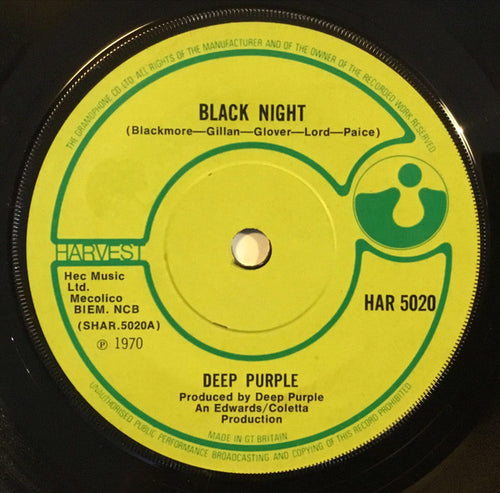 THE GRAMOPHONE CO LTD. ALL RIGHTS OF THE MANUFACTURER AND OF THE OWNER OF THE RECORDED WORK RESERVED
BLACK NIGHT
(Blackmore—Gillan—Glover—Lord—Paice)
HARVEST
Hec Music
Ltd.
Mecolico
BIEM. NCB
(SHAR.5020A)
℗ 1970
HAR 5020
DEEP PURPLE
Produced by Deep Purple
An Edwards/Coletta
Production
MADE IN GT BRITAIN
UNAUTHORISED PUBLIC PERFORMANCE BROADCASTING AND COPYING OF THIS RECORD PROHIBITED